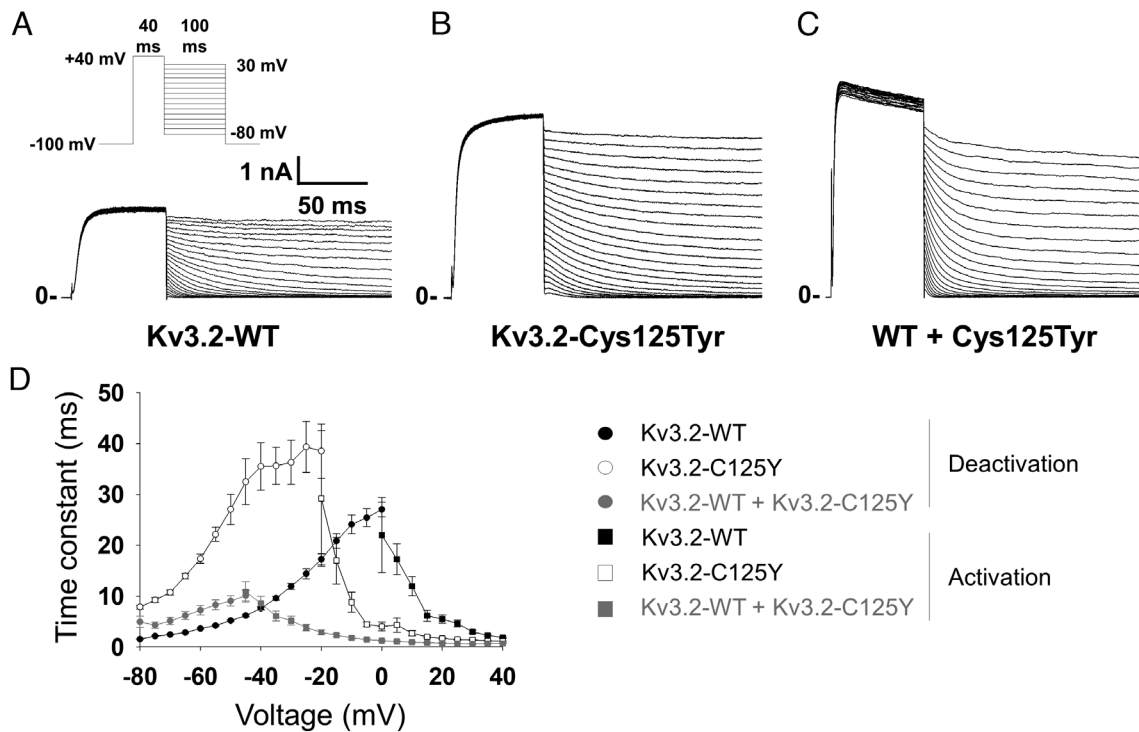 A
40
ms
100
ms
+40 mV
30 mV
-80 mV
-100 mV
1 nA
50 ms
0-
Kv3.2-WT
B
0-
Kv3.2-Cys125Tyr
C
0-
WT + Cys125Tyr
D
Time constant (ms)
50
40
30
20
10
0
-80
-60
-40
-20
0
20
40
Voltage (mV)
Kv3.2-WT
Kv3.2-C125Y
Kv3.2-WT + Kv3.2-C125Y
Deactivation
Kv3.2-WT
Kv3.2-C125Y
Kv3.2-WT + Kv3.2-C125Y
Activation